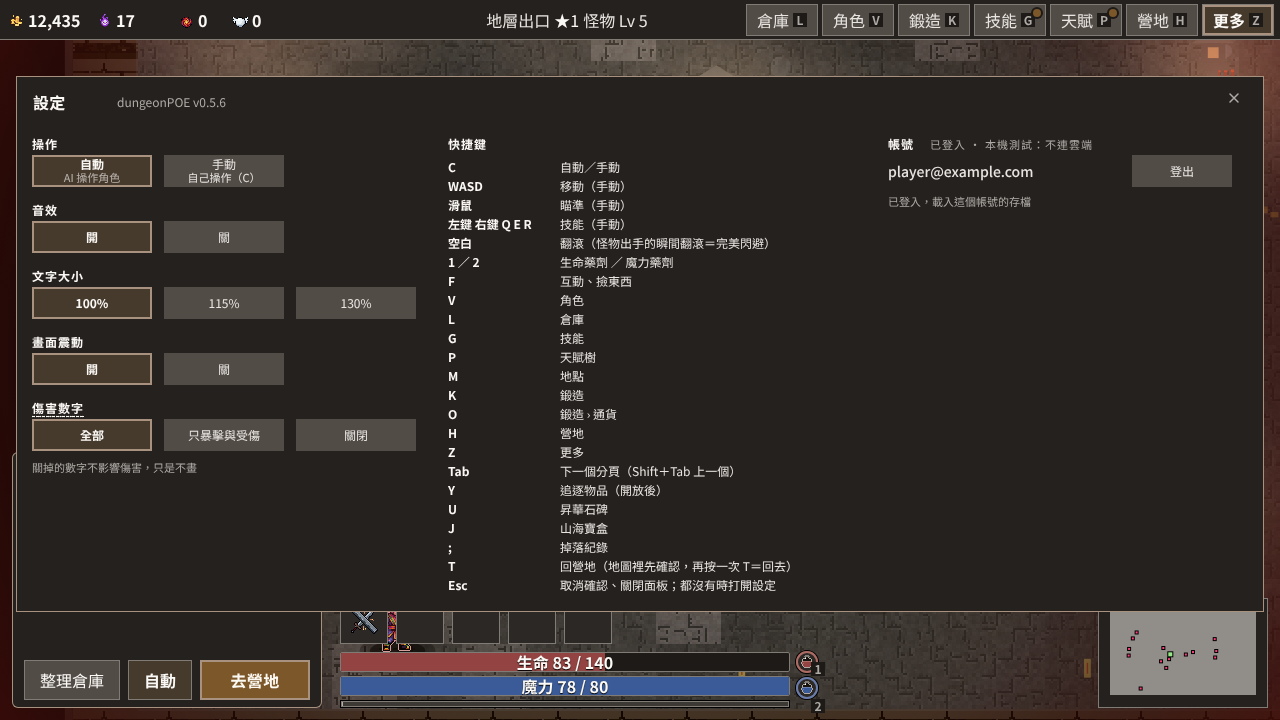 12,435 17 0 0 地層出口 ★1 怪物 Lv 5 倉庫 L 角色 V 鍛造 K 技能 G 天賦 P 營地 H 更多 Z
設定 dungeonPOE v0.5.6 ×
操作
自動
AI 操作角色
手動
自己操作（C）
音效
開 關
文字大小
100% 115% 130%
畫面震動
開 關
傷害數字
全部 只暴擊與受傷 關閉
關掉的數字不影響傷害，只是不畫
快捷鍵
C 自動／手動
WASD 移動（手動）
滑鼠 瞄準（手動）
左鍵 右鍵 Q E R 技能（手動）
空白 翻滾（怪物出手的瞬間翻滾＝完美閃避）
1 ／ 2 生命藥劑 ／ 魔力藥劑
F 互動、撿東西
V 角色
L 倉庫
G 技能
P 天賦樹
M 地點
K 鍛造
O 鍛造 › 通貨
H 營地
Z 更多
Tab 下一個分頁（Shift＋Tab 上一個）
Y 追逐物品（開放後）
U 昇華石碑
J 山海寶盒
; 掉落紀錄
T 回營地（地圖裡先確認，再按一次 T＝回去）
Esc 取消確認、關閉面板；都沒有時打開設定
帳號 已登入 · 本機測試：不連雲端
player@example.com 登出
已登入，載入這個帳號的存檔
整理倉庫 自動 去營地
生命 83 / 140 1
魔力 78 / 80 2